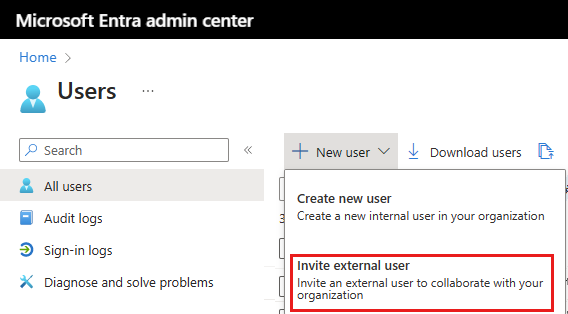 Microsoft Entra admin center
Home
Users
Search
New user
Download users
All users
Audit logs
Sign-in logs
Diagnose and solve problems
Create new user
Create a new internal user in your organization
Invite external user
Invite an external user to collaborate with your
organization